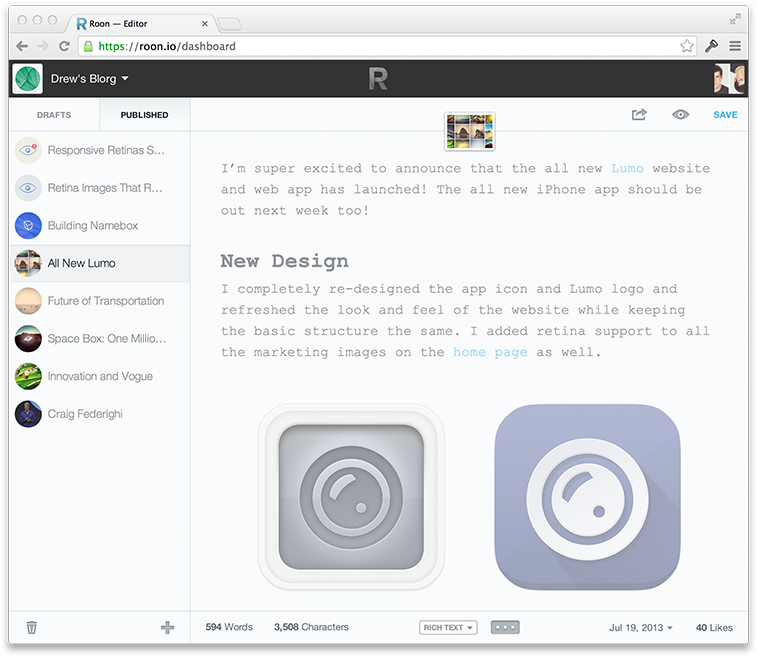 Roon — Editor
https://roon.io/dashboard
Drew's Blorg
R
DRAFTS
PUBLISHED
SAVE
Responsive Retinas S...
Retina Images That R...
Building Namebox
All New Lumo
Future of Transportation
Space Box: One Millio...
Innovation and Vogue
Craig Federighi
I’m super excited to announce that the all new Lumo website
and web app has launched! The all new iPhone app should be
out next week too!
New Design
I completely re-designed the app icon and Lumo logo and
refreshed the look and feel of the website while keeping
the basic structure the same. I added retina support to all
the marketing images on the home page as well.
594 Words
3,508 Characters
RICH TEXT
Jul 19, 2013
40 Likes